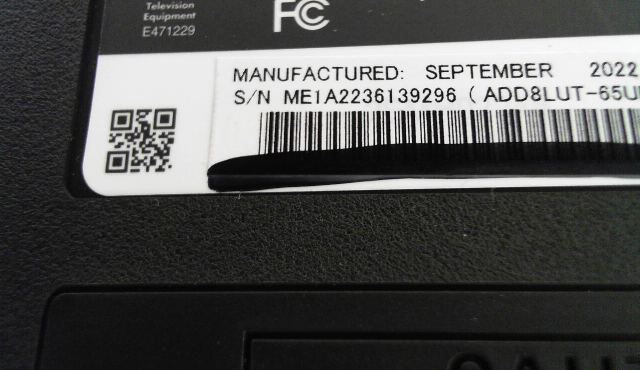 Television
Equipment
E471229
FC
MANUFACTURED: SEPTEMBER 2022
S/N ME1A2236139296 (ADD8LUT-65U